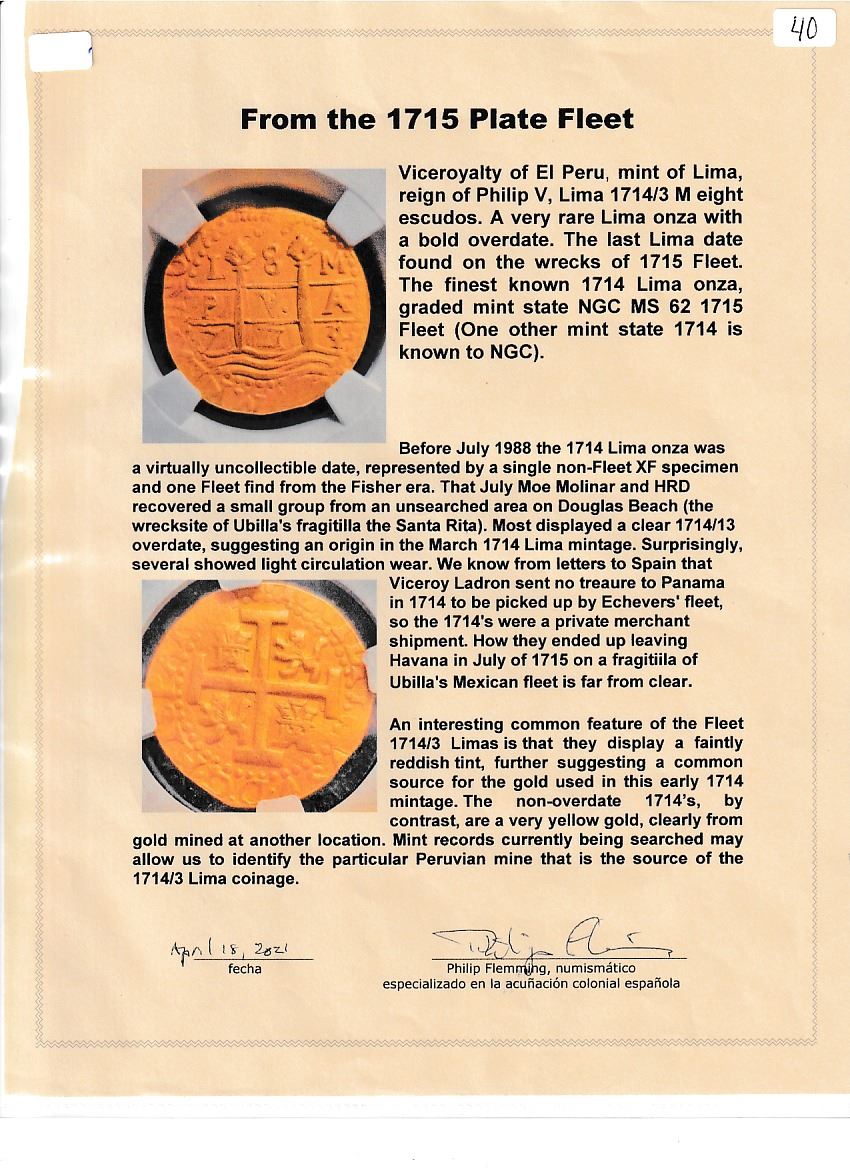 40
From the 1715 Plate Fleet
Viceroyalty of El Peru, mint of Lima,
reign of Philip V, Lima 1714/3 M eight
escudos. A very rare Lima onza with
a bold overdate. The last Lima date
found on the wrecks of 1715 Fleet.
The finest known 1714 Lima onza,
graded mint state NGC MS 62 1715
Fleet (One other mint state 1714 is
known to NGC).
L 8 M
P V A
Before July 1988 the 1714 Lima onza was
a virtually uncollectible date, represented by a single non-Fleet XF specimen
and one Fleet find from the Fisher era. That July Moe Molinar and HRD
recovered a small group from an unsearched area on Douglas Beach (the
wrecksite of Ubilla's fragitilla the Santa Rita). Most displayed a clear 1714/13
overdate, suggesting an origin in the March 1714 Lima mintage. Surprisingly,
several showed light circulation wear. We know from letters to Spain that
Viceroy Ladron sent no treaure to Panama
in 1714 to be picked up by Echevers' fleet,
so the 1714's were a private merchant
shipment. How they ended up leaving
Havana in July of 1715 on a fragitiila of
Ubilla's Mexican fleet is far from clear.
An interesting common feature of the Fleet
1714/3 Limas is that they display a faintly
reddish tint, further suggesting a common
source for the gold used in this early 1714
mintage. The non-overdate 1714's, by
contrast, are a very yellow gold, clearly from
gold mined at another location. Mint records currently being searched may
allow us to identify the particular Peruvian mine that is the source of the
1714/3 Lima coinage.
April 18, 2021
fecha
Philip Flemming, numismático
especializado en la acuñación colonial española